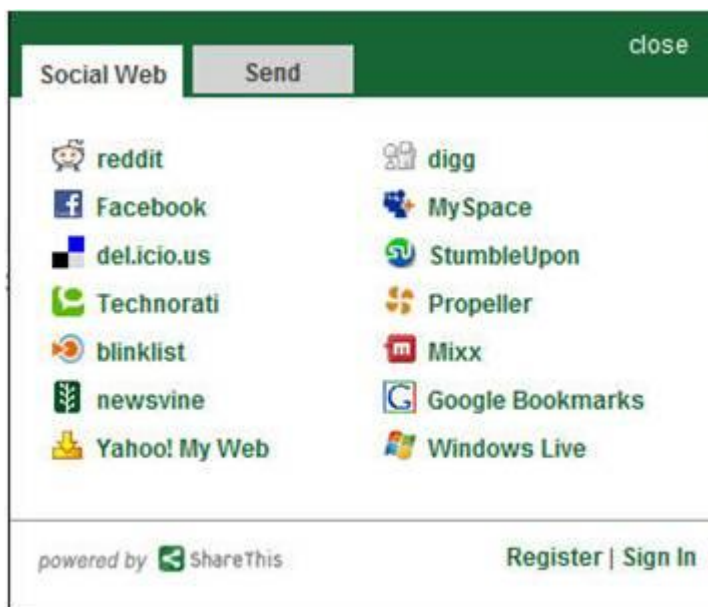 close
Social Web Send
reddit digg
Facebook MySpace
del.icio.us StumbleUpon
Technorati Propeller
blinklist Mixx
newsvine Google Bookmarks
Yahoo! My Web Windows Live
powered by ShareThis Register | Sign In